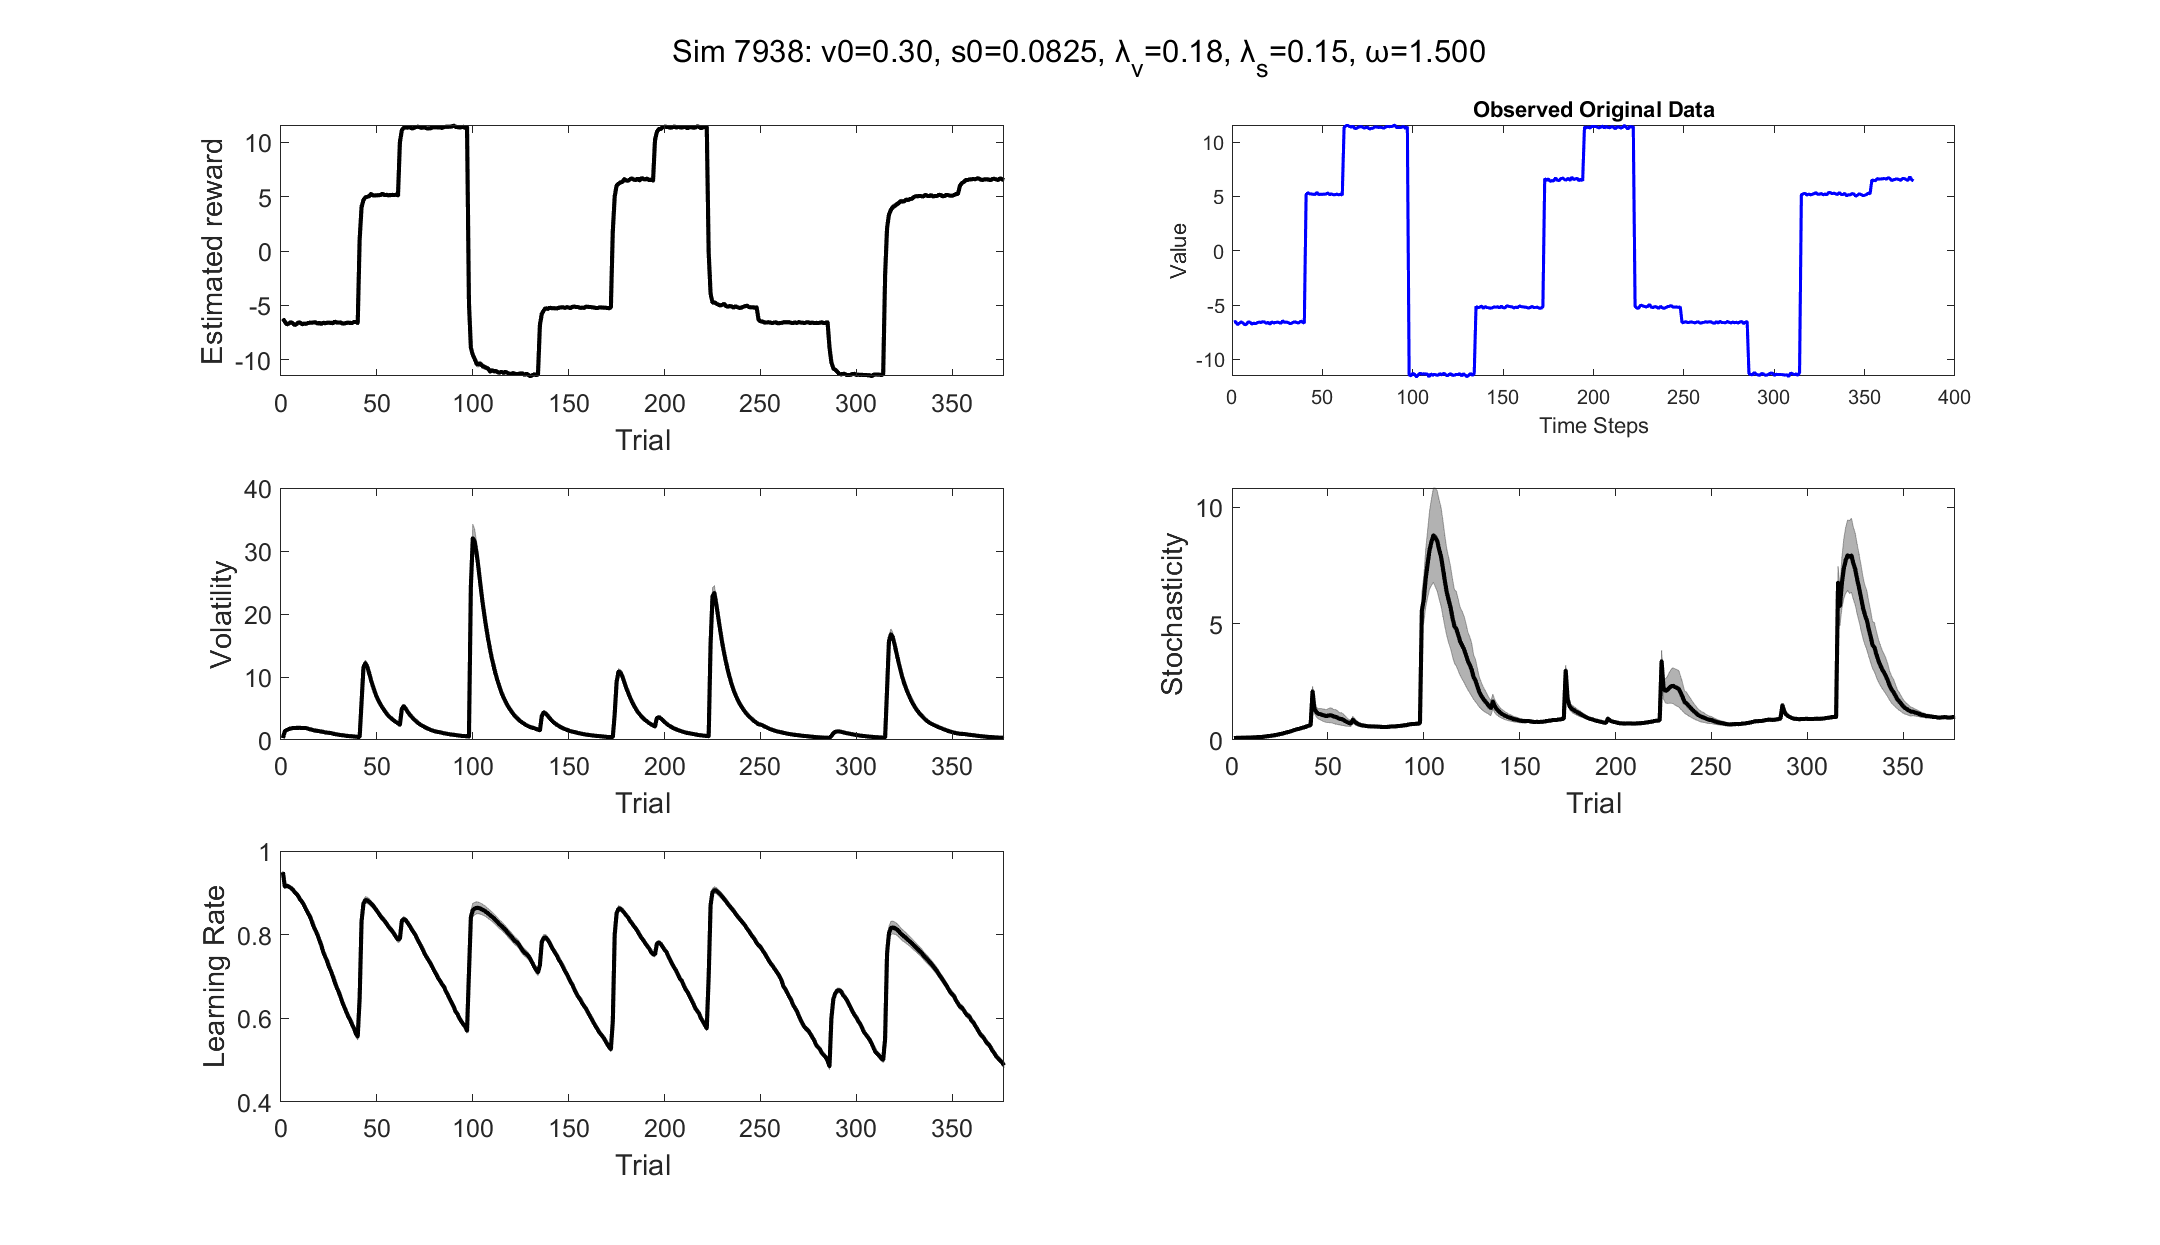 Sim 7938: v0=0.30, s0=0.0825, λ_v=0.18, λ_s=0.15, ω=1.500
Estimated reward
10
5
0
-5
-10
0 50 100 150 200 250 300 350
Trial
Observed Original Data
Value
10
5
0
-5
-10
0 50 100 150 200 250 300 350 400
Time Steps
Volatility
40
30
20
10
0
0 50 100 150 200 250 300 350
Trial
Stochasticity
10
5
0
0 50 100 150 200 250 300 350
Trial
Learning Rate
1
0.8
0.6
0.4
0 50 100 150 200 250 300 350
Trial